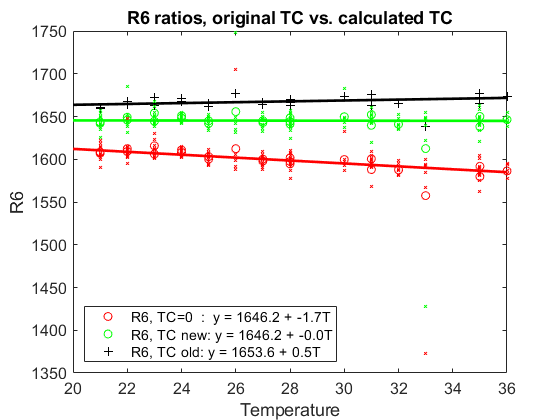 R6 ratios, original TC vs. calculated TC
1750
1700
1650
1600
1550
1500
1450
1400
1350
R6
R6, TC=0 : y = 1646.2 + -1.7T
R6, TC new: y = 1646.2 + -0.0T
R6, TC old: y = 1653.6 + 0.5T
20 22 24 26 28 30 32 34 36
Temperature